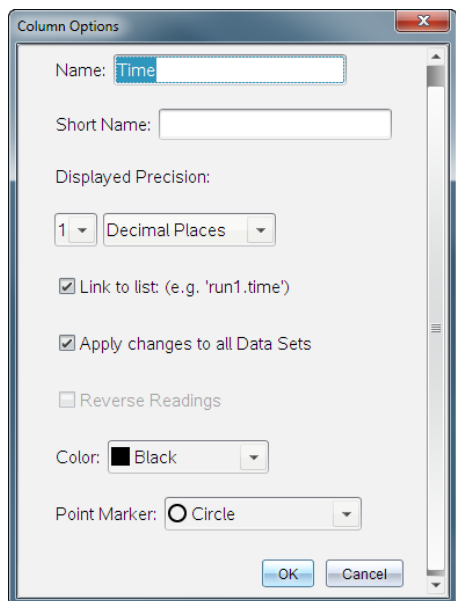 Column Options
Name: Time
Short Name:
Displayed Precision:
1 Decimal Places
Link to list: (e.g. 'run1.time')
Apply changes to all Data Sets
Reverse Readings
Color: Black
Point Marker: Circle
OK Cancel